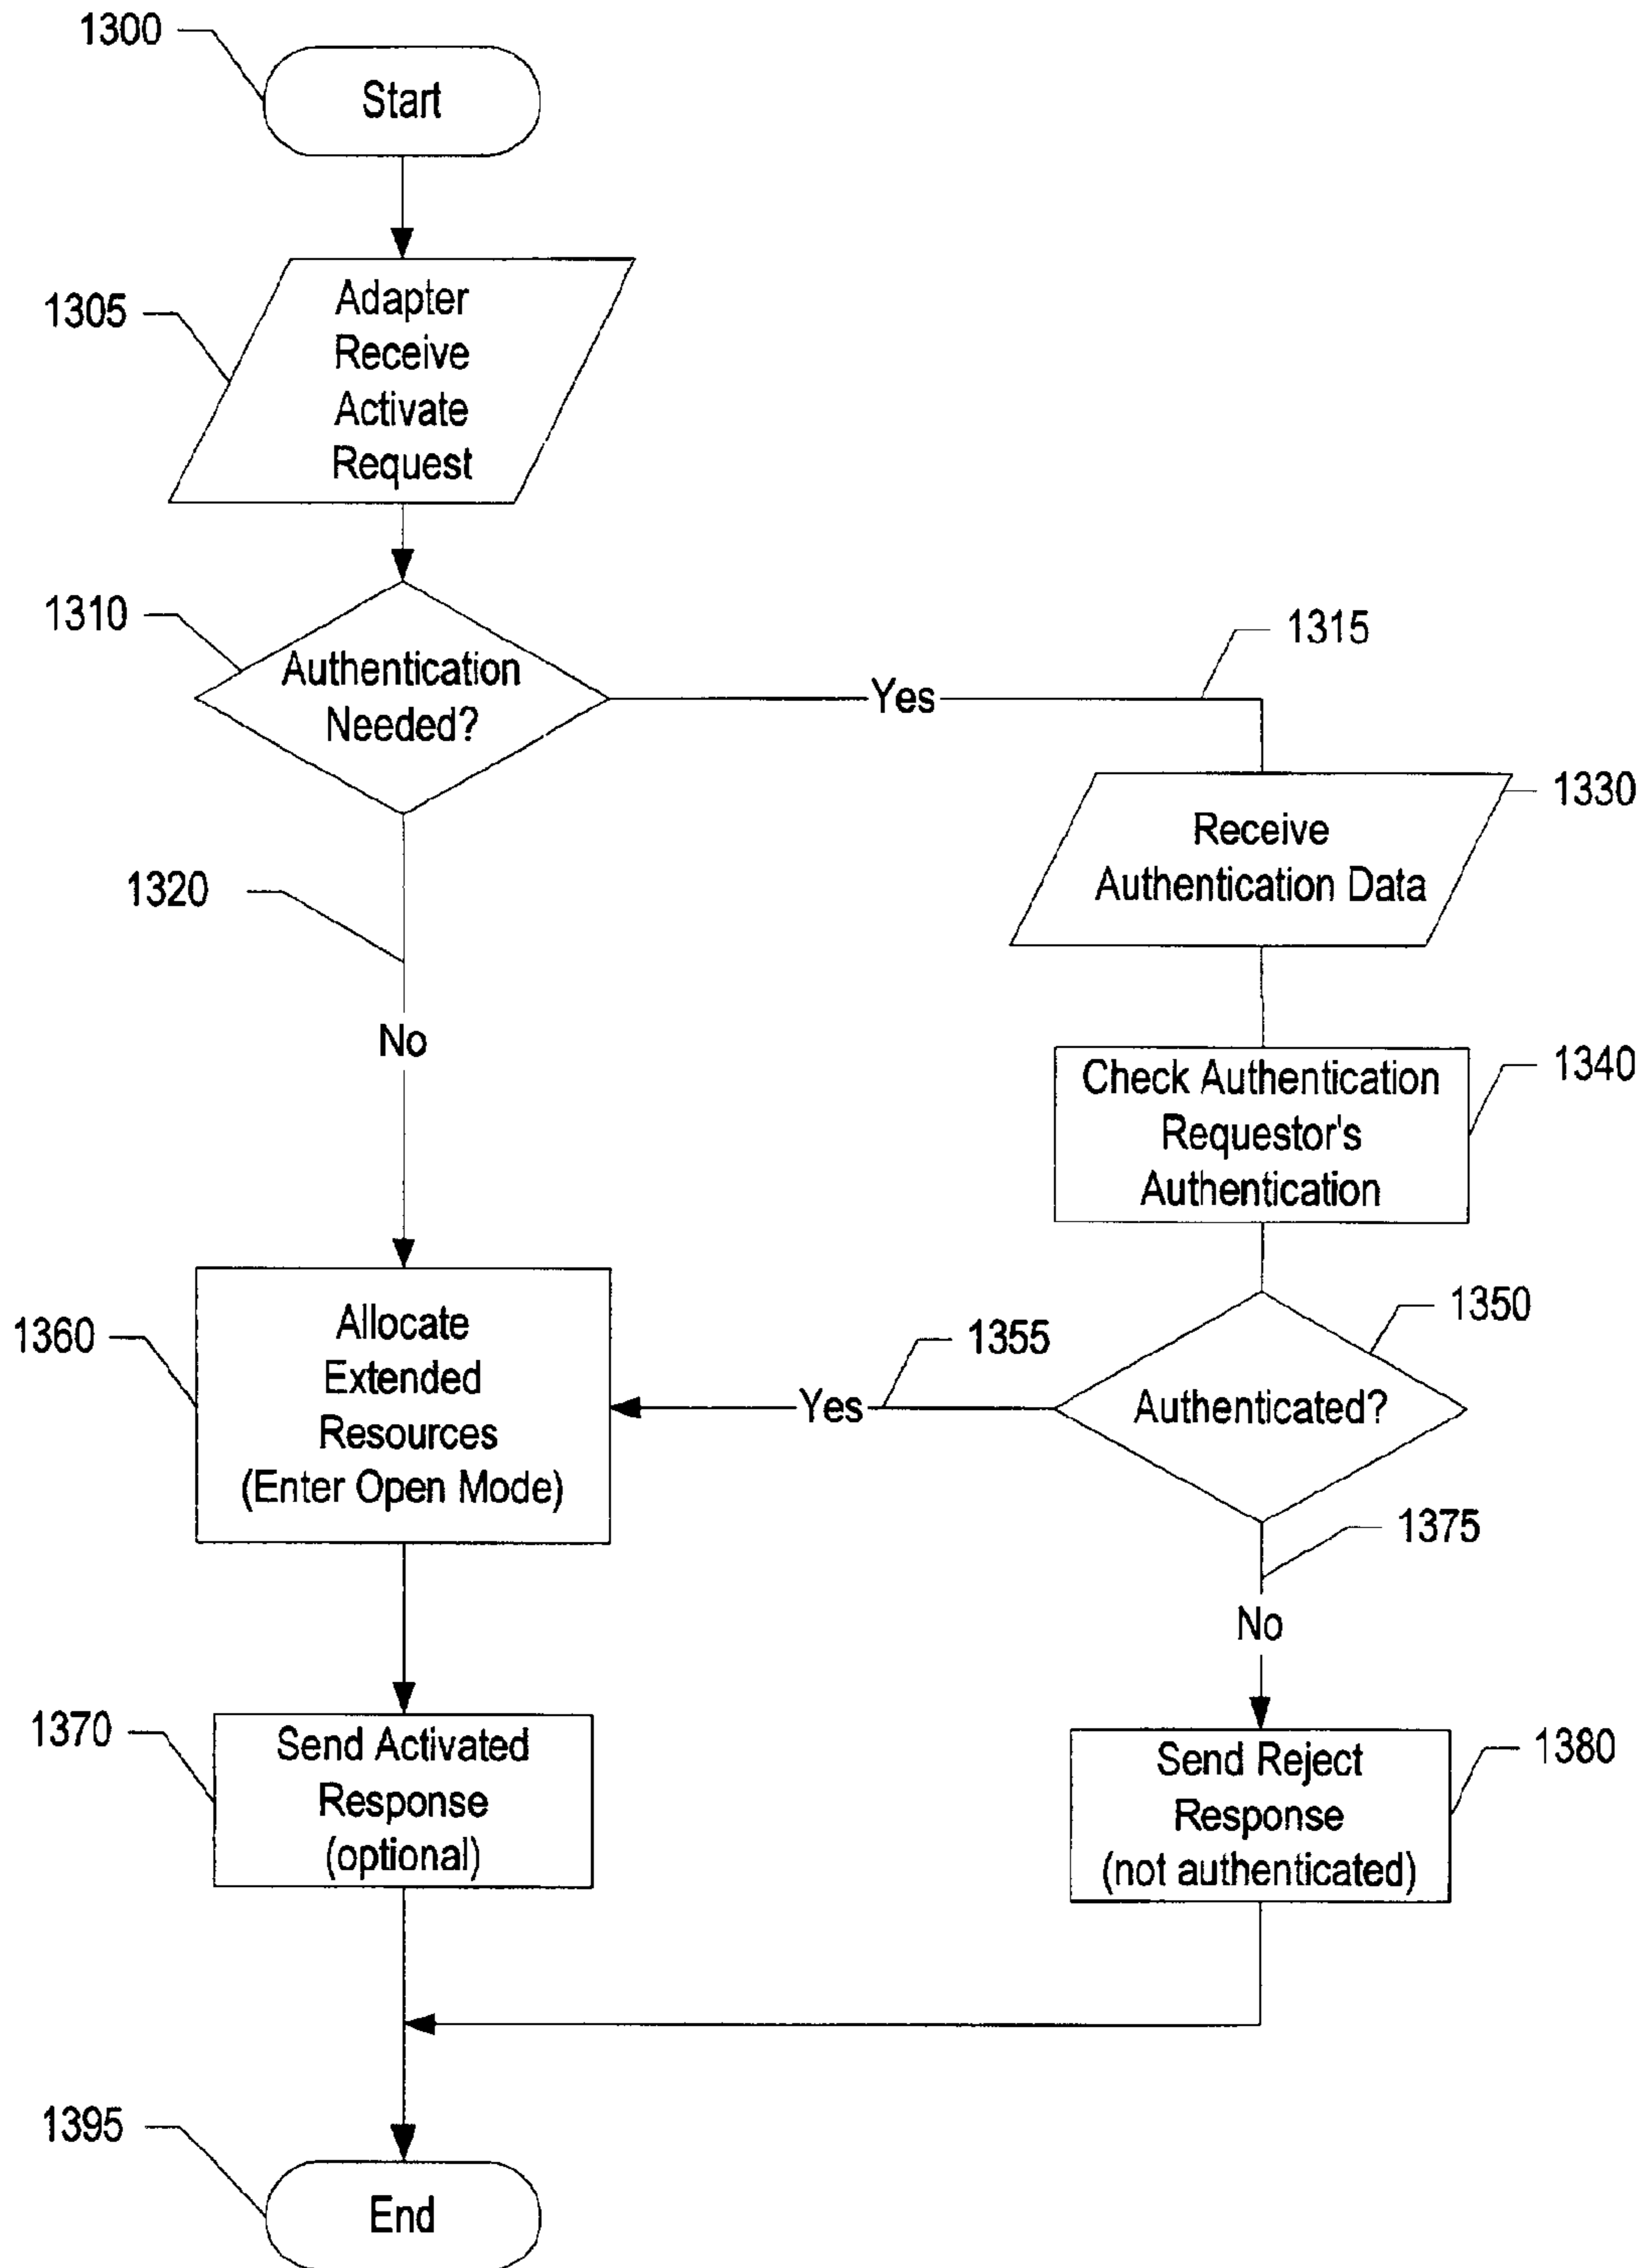 1300
Start
1305
Adapter
Receive
Activate
Request
1310
Authentication
Needed?
Yes
1315
1320
No
1330
Receive
Authentication Data
1340
Check Authentication
Requestor's
Authentication
1350
Authenticated?
1355
Yes
1360
Allocate
Extended
Resources
(Enter Open Mode)
1375
No
1370
Send Activated
Response
(optional)
1380
Send Reject
Response
(not authenticated)
1395
End